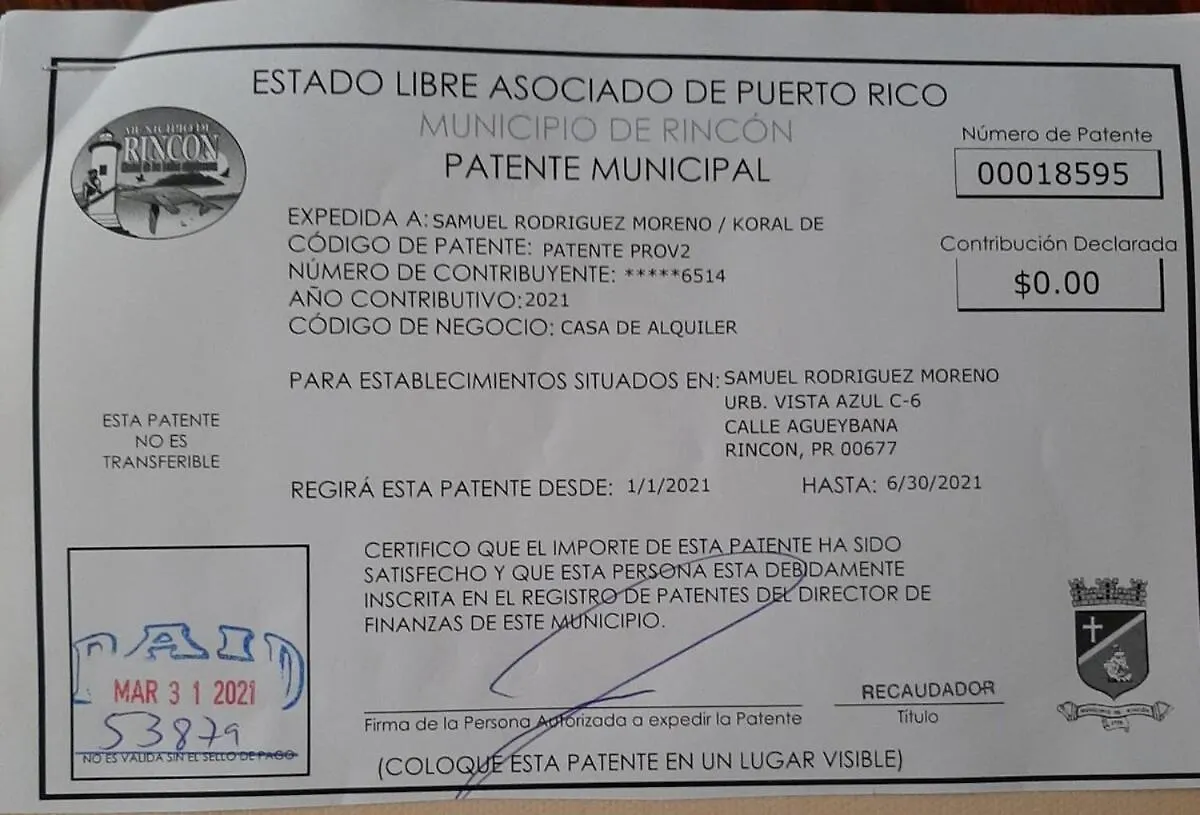 ESTADO LIBRE ASOCIADO DE PUERTO RICO
MUNICIPIO DE RINCÓN
PATENTE MUNICIPAL
MUNICIPIO DE
RINCON
Número de Patente
00018595
Contribución Declarada
$0.00
EXPEDIDA A: SAMUEL RODRIGUEZ MORENO / KORAL DE
CÓDIGO DE PATENTE: PATENTE PROV2
NÚMERO DE CONTRIBUYENTE: *****6514
AÑO CONTRIBUTIVO: 2021
CÓDIGO DE NEGOCIO: CASA DE ALQUILER
PARA ESTABLECIMIENTOS SITUADOS EN: SAMUEL RODRIGUEZ MORENO
URB. VISTA AZUL C-6
CALLE AGUEYBANA
RINCON, PR 00677
ESTA PATENTE
NO ES
TRANSFERIBLE
REGIRÁ ESTA PATENTE DESDE: 1/1/2021 HASTA: 6/30/2021
CERTIFICO QUE EL IMPORTE DE ESTA PATENTE HA SIDO
SATISFECHO Y QUE ESTA PERSONA ESTA DEBIDAMENTE
INSCRITA EN EL REGISTRO DE PATENTES DEL DIRECTOR DE
FINANZAS DE ESTE MUNICIPIO.
PAID
MAR 31 2021
53879
NO ES VALIDA SIN EL SELLO DE PAGO
RECAUDADOR
Firma de la Persona Autorizada a expedir la Patente
Título
(COLOQUE ESTA PATENTE EN UN LUGAR VISIBLE)
MUNICIPIO DE RINCÓN